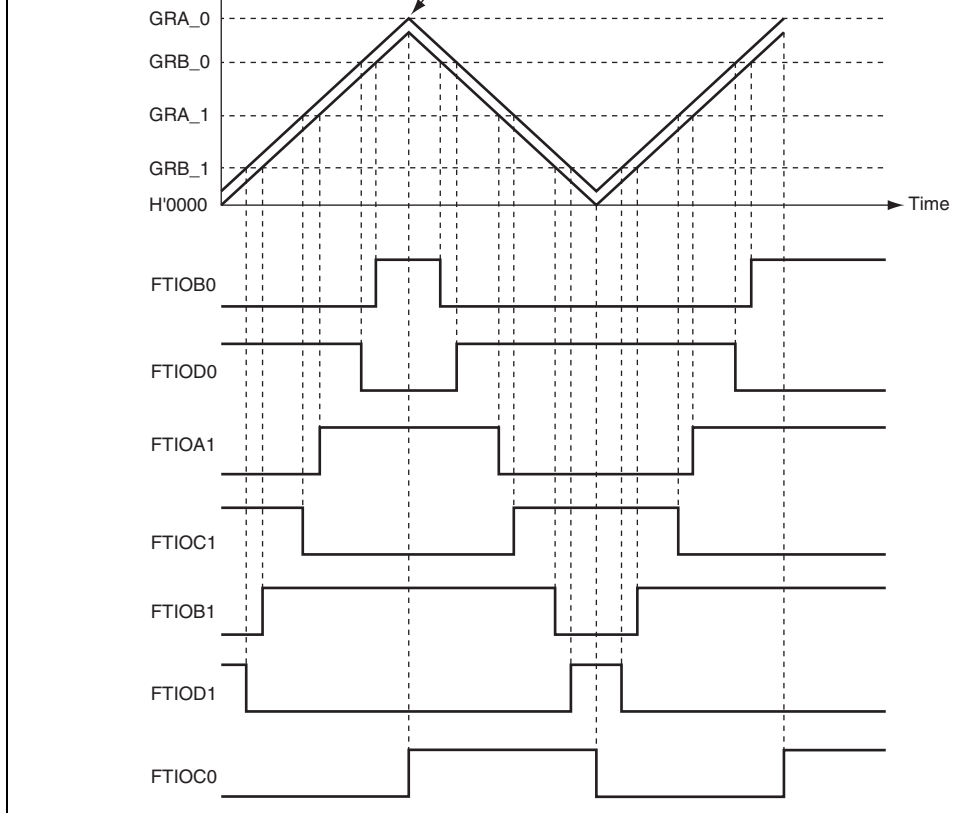 GRA_0
GRB_0
GRA_1
GRB_1
H'0000
Time
FTIOB0
FTIOD0
FTIOA1
FTIOC1
FTIOB1
FTIOD1
FTIOC0